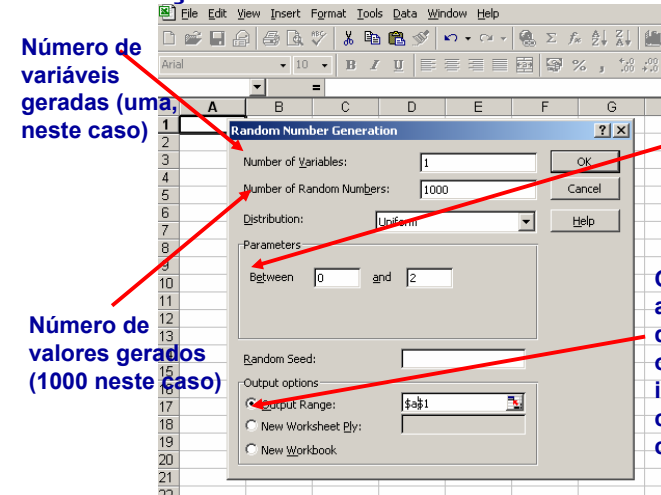 File Edit View Insert Format Tools Data Window Help
Número de
variáveis
geradas (uma,
neste caso)
Arial 10 B I U
=
A B C D E F G
1
2
3
4
5
6
7
8
9
10
11
12
13
15
16
17
18
19
20
21
Random Number Generation
Number of Variables: 1 OK
Number of Random Numbers: 1000 Cancel
Distribution: Uniform Help
Parameters
Between 0 and 2
Random Seed:
Output options
Output Range: $a$1
New Worksheet Ply:
New Workbook
Número de
valores gerados
(1000 neste caso)